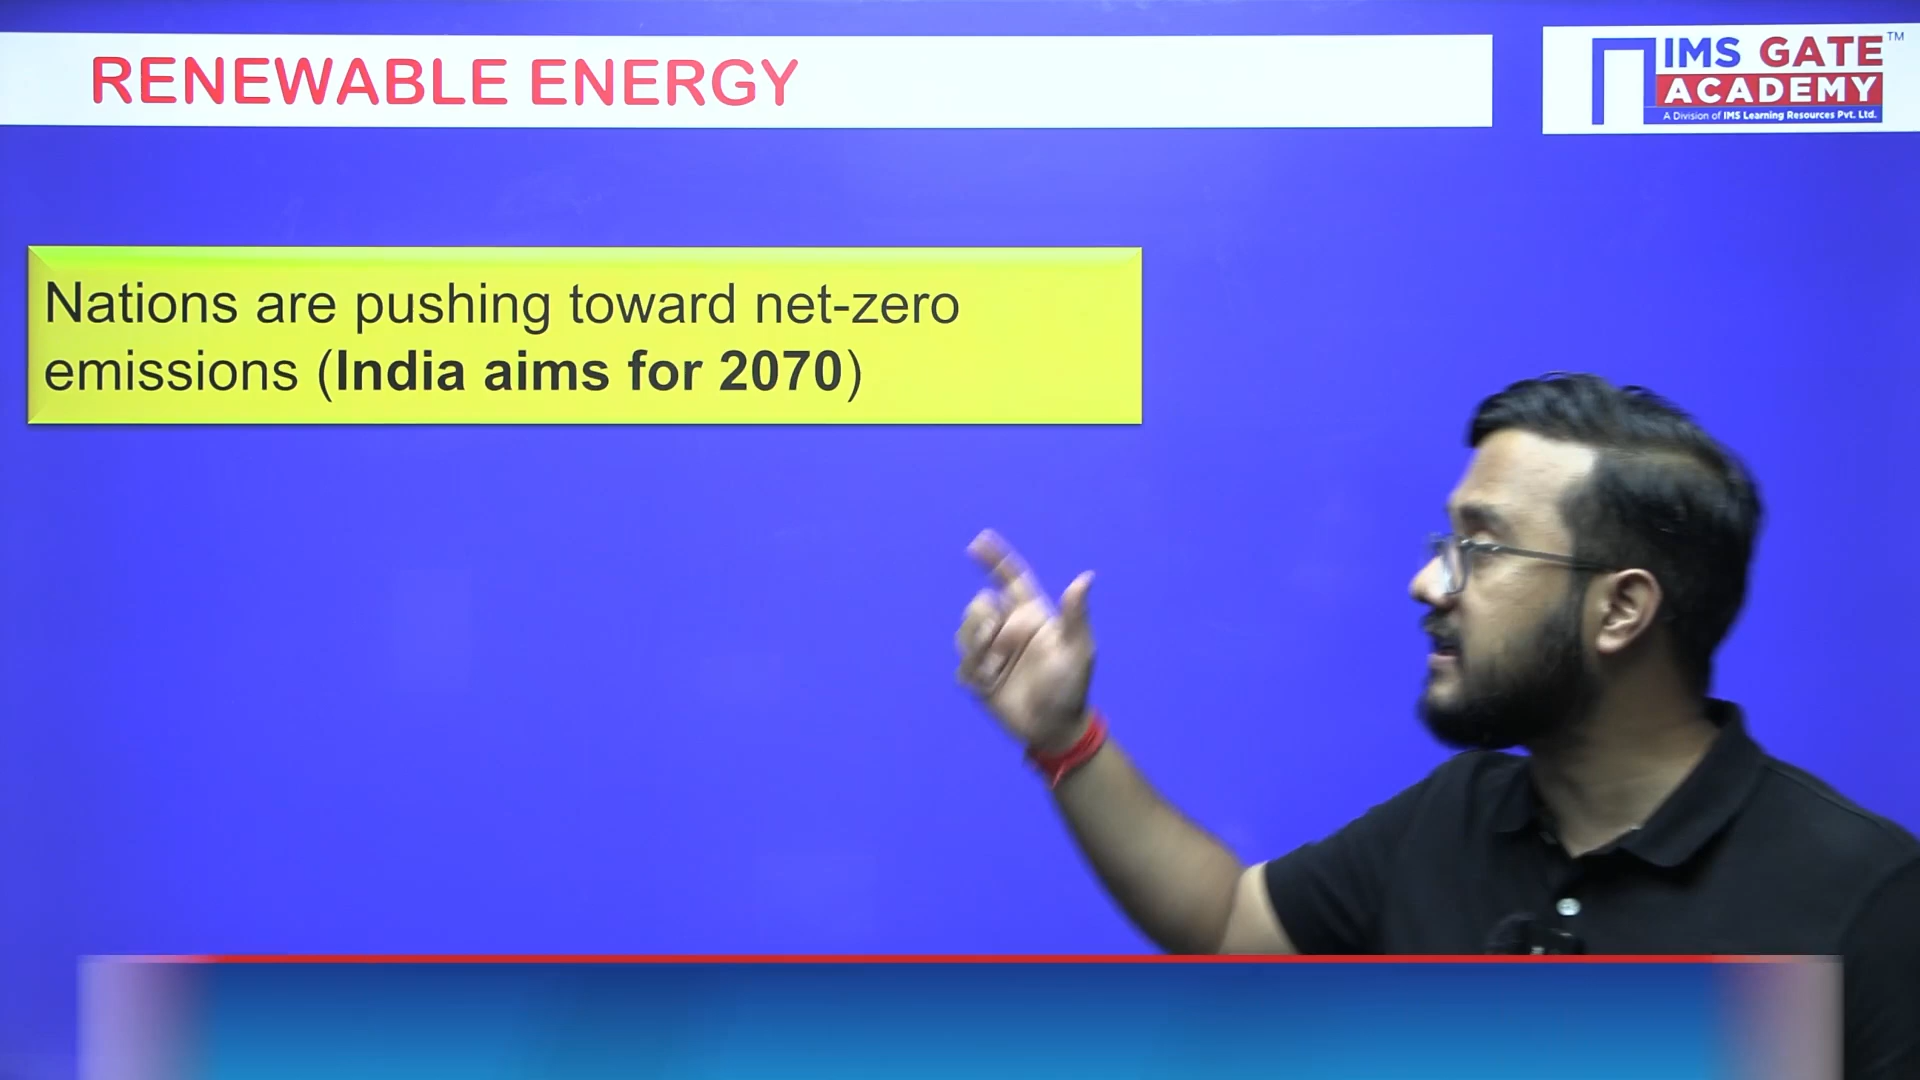 RENEWABLE ENERGY
IMS GATE
ACADEMY
TM
A Division of IMS Learning Resources Pvt. Ltd.
Nations are pushing toward net-zero
emissions (India aims for 2070)